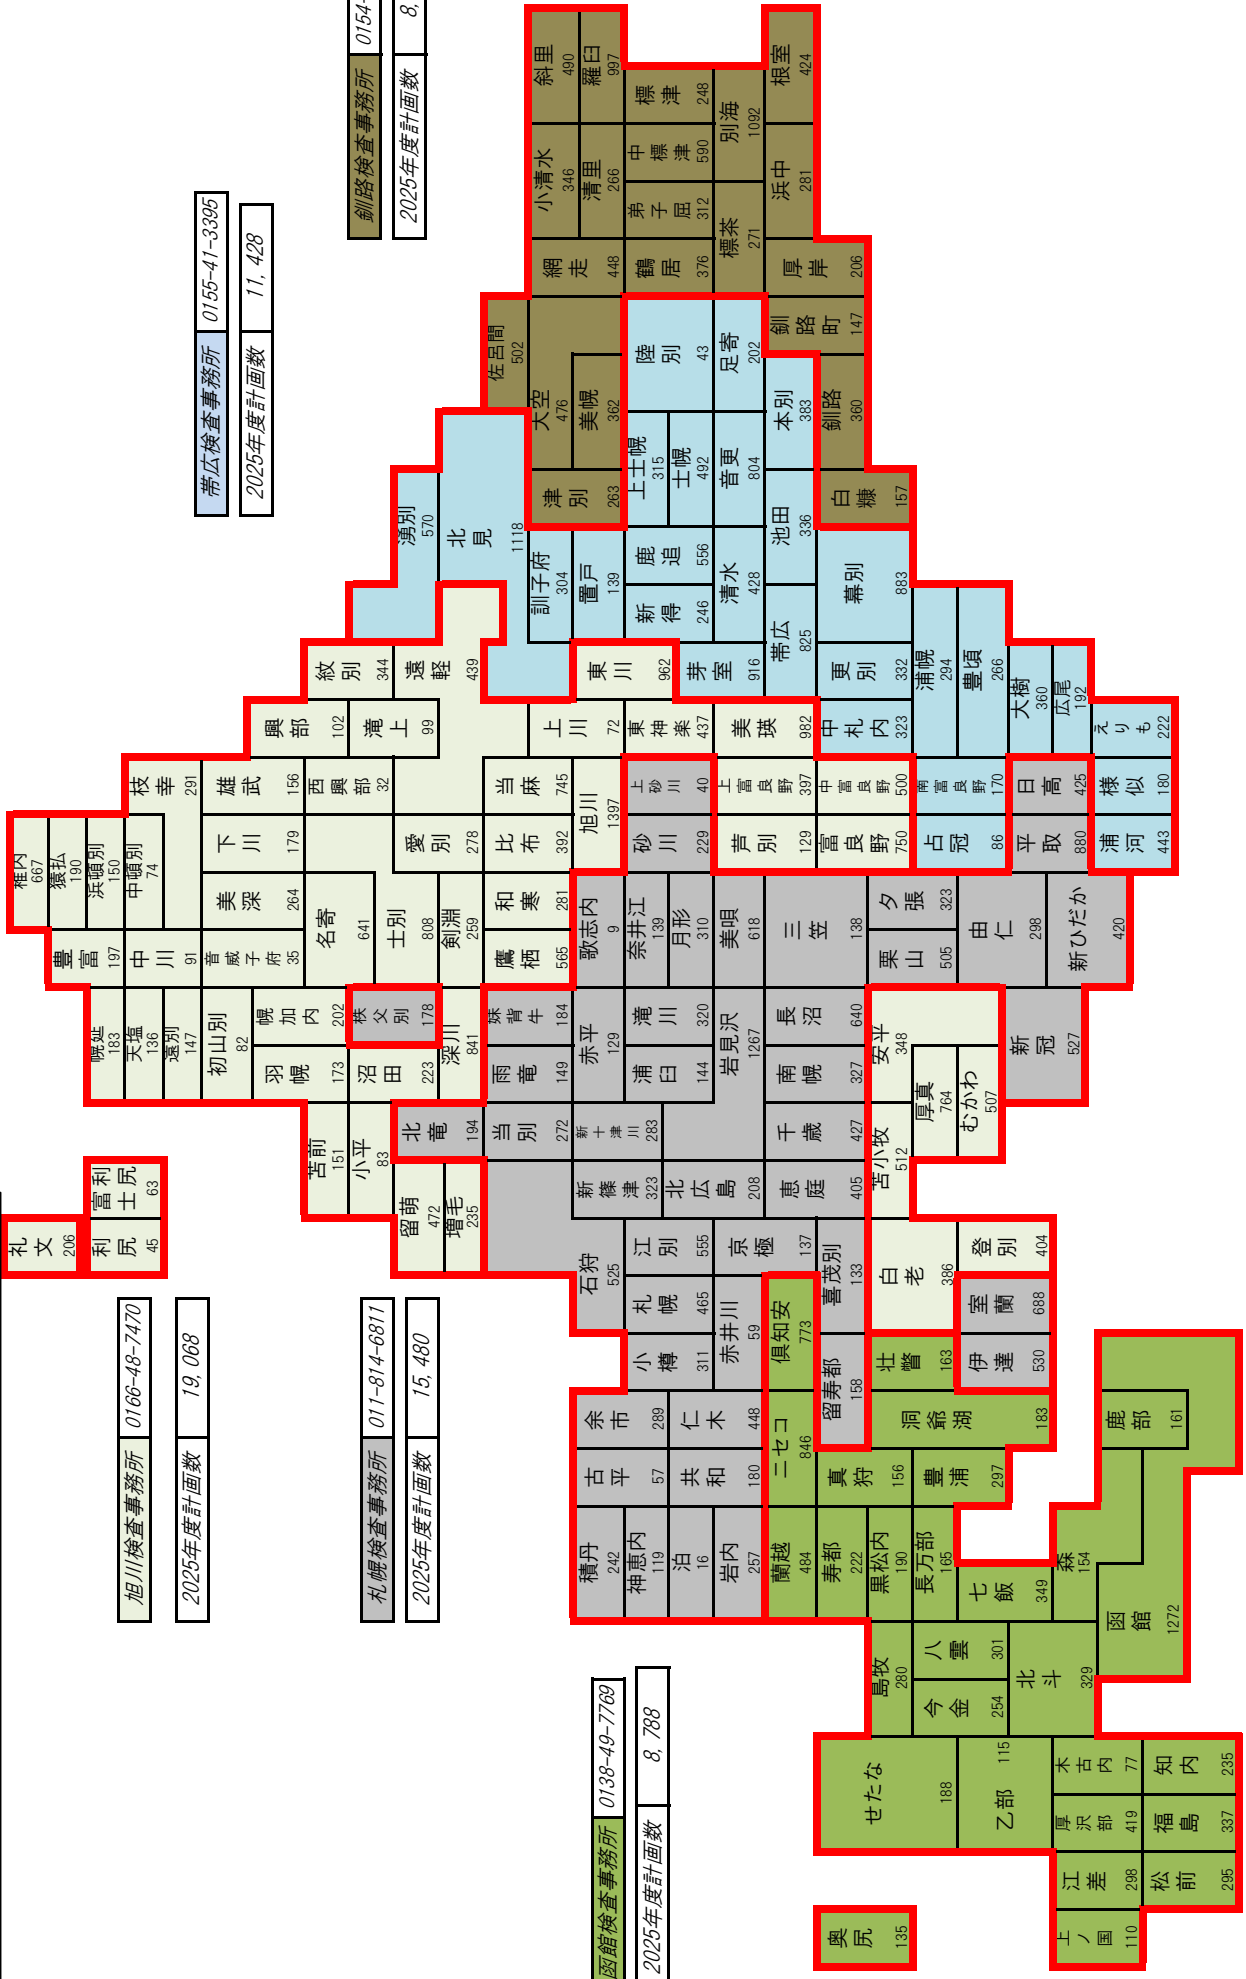 釧路検査事務所 0154-
2025年度計画数 8,
帯広検査事務所 0155-41-3395
2025年度計画数 11,428
旭川検査事務所 0166-48-7470
2025年度計画数 19,068
札幌検査事務所 011-814-6811
2025年度計画数 15,480
函館検査事務所 0138-49-7769
2025年度計画数 8,788
斜里 490
羅臼 997
標津 248
別海 1092
根室 424
小清水 346
清里 266
中標津 590
弟子屈 312
標茶 271
浜中 281
網走 448
鶴居 376
厚岸 206
佐呂間 502
大空 476
美幌 362
津別 263
釧路町 147
釧路 360
白糠 157
陸別 43
足寄 202
本別 383
上士幌 315
士幌 492
音更 804
池田 336
湧別 570
北見 1118
訓子府 304
置戸 139
鹿追 556
新得 246
清水 428
帯広 825
幕別 883
芽室 916
更別 332
中札内 323
浦幌 294
豊頃 266
大樹 360
広尾 192
えりも 222
様似 180
浦河 443
南富良野 170
占冠 86
日高 425
平取 880
紋別 344
遠軽 439
東川 962
興部 102
滝上 99
上川 72
東神楽 437
美瑛 982
枝幸 291
雄武 156
西興部 32
当麻 745
旭川 1397
上砂川 40
砂川 229
上富良野 397
中富良野 500
芦別 129
富良野 750
下川 179
愛別 278
比布 392
稚内 667
猿払 190
浜頓別 150
中頓別 74
美深 264
名寄 641
士別 808
剣淵 259
和寒 281
鷹栖 565
豊富 197
中川 91
音威子府 35
幌延 183
天塩 136
遠別 147
初山別 82
幌加内 202
羽幌 173
秩父別 178
沼田 223
深川 841
苫前 151
小平 83
留萌 472
増毛 235
礼文 206
利尻富士 63
利尻 45
歌志内 9
奈井江 139
月形 310
美唄 618
三笠 138
夕張 323
栗山 505
由仁 298
新ひだか 420
新冠 527
妹背牛 184
雨竜 149
北竜 194
当別 272
赤平 129
滝川 320
浦臼 144
岩見沢 1267
長沼 640
南幌 327
千歳 427
恵庭 405
新十津川 283
新篠津 323
北広島 208
石狩 525
江別 555
札幌 465
小樽 311
京極 137
赤井川 59
喜茂別 133
留寿都 158
安平 348
厚真 764
むかわ 507
苫小牧 512
白老 386
登別 404
室蘭 688
伊達 530
余市 289
仁木 448
古平 57
共和 180
積丹 242
神恵内 119
泊 16
岩内 257
倶知安 773
ニセコ 846
蘭越 484
壮瞥 163
洞爺湖 183
真狩 156
豊浦 297
寿都 222
黒松内 190
長万部 165
島牧 280
八雲 301
今金 254
七飯 349
森 154
鹿部 161
函館 1272
北斗 329
せたな 188
乙部 115
木古内 77
知内 235
厚沢部 419
福島 337
江差 298
松前 295
上ノ国 110
奥尻 135